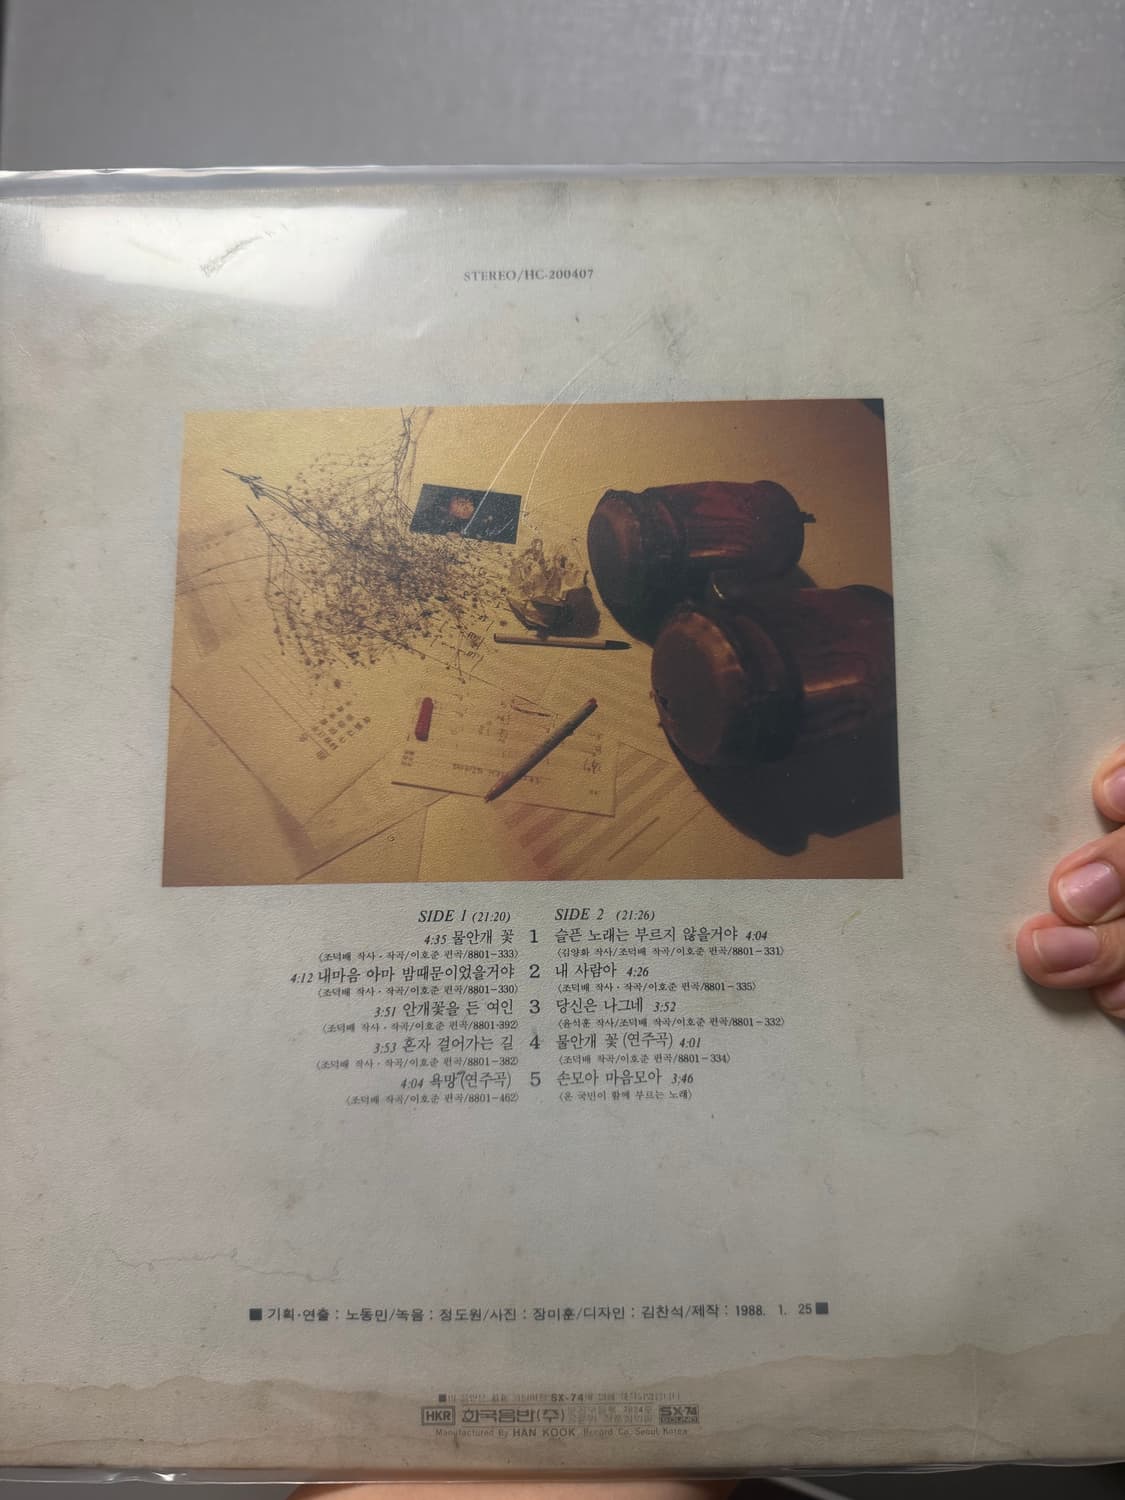 STEREO/HC-200407
SIDE 1 (21:20)
4:35 물안개 꽃 1
〈조덕배 작사·작곡/이호준 편곡/8801-333〉
4:12 내마음 아마 밤때문이었을거야 2
〈조덕배 작사·작곡/이호준 편곡/8801-330〉
3:51 안개꽃을 든 여인 3
〈조덕배 작사·작곡/이호준 편곡/8801-392〉
3:53 혼자 걸어가는 길 4
〈조덕배 작사·작곡/이호준 편곡/8801-382〉
4:04 욕망(연주곡) 5
〈조덕배 작곡/이호준 편곡/8801-462〉
SIDE 2 (21:26)
슬픈 노래는 부르지 않을거야 4:04
〈김양화 작사/조덕배 작곡/이호준 편곡/8801-331〉
내 사람아 4:26
〈조덕배 작사·작곡/이호준 편곡/8801-335〉
당신은 나그네 3:52
〈윤석훈 작사/조덕배 작곡/이호준 편곡/8801-332〉
물안개 꽃(연주곡) 4:01
〈조덕배 작곡/이호준 편곡/8801-334〉
손모아 마음모아 3:46
〈온 국민이 함께 부르는 노래〉
■ 기획·연출 : 노동민/녹음 : 정도원/사진 : 장미훈/디자인 : 김찬석/제작 : 1988. 1. 25 ■
SX-74
HKR 한국음반(주) SX-74 SOUND
Manufactured By HAN KOOK Record Co. Seoul Korea